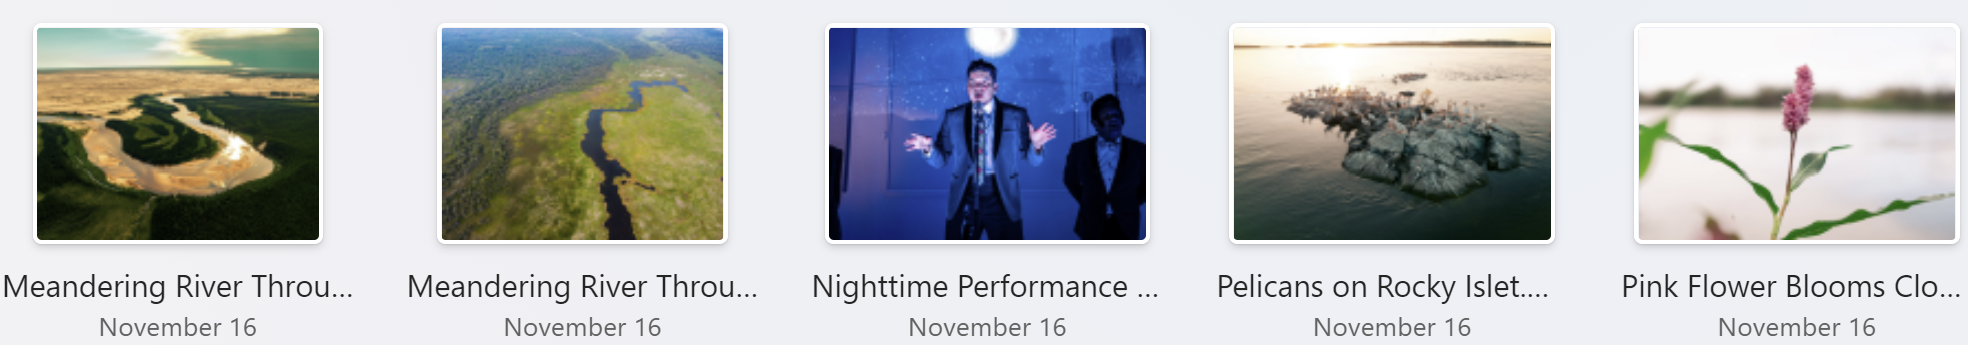 Meandering River Throu...
November 16
Meandering River Throu...
November 16
Nighttime Performance ...
November 16
Pelicans on Rocky Islet....
November 16
Pink Flower Blooms Clo...
November 16